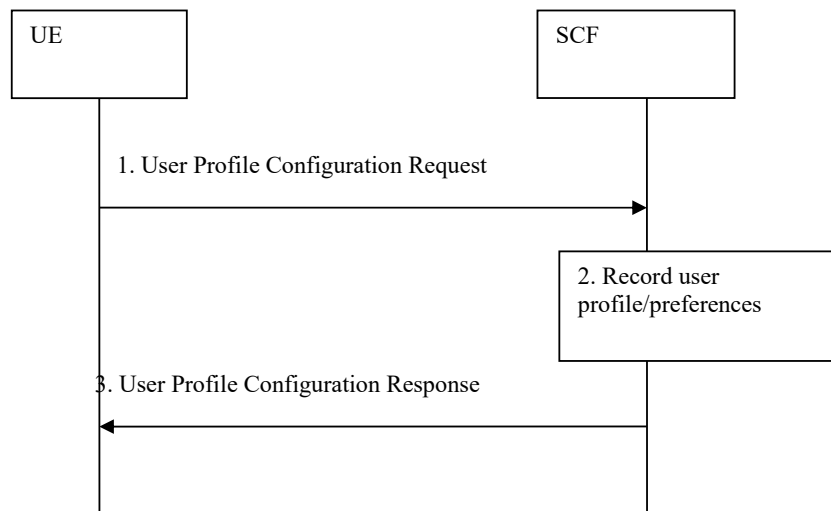 UE
SCF
1. User Profile Configuration Request
2. Record user
profile/preferences
3. User Profile Configuration Response